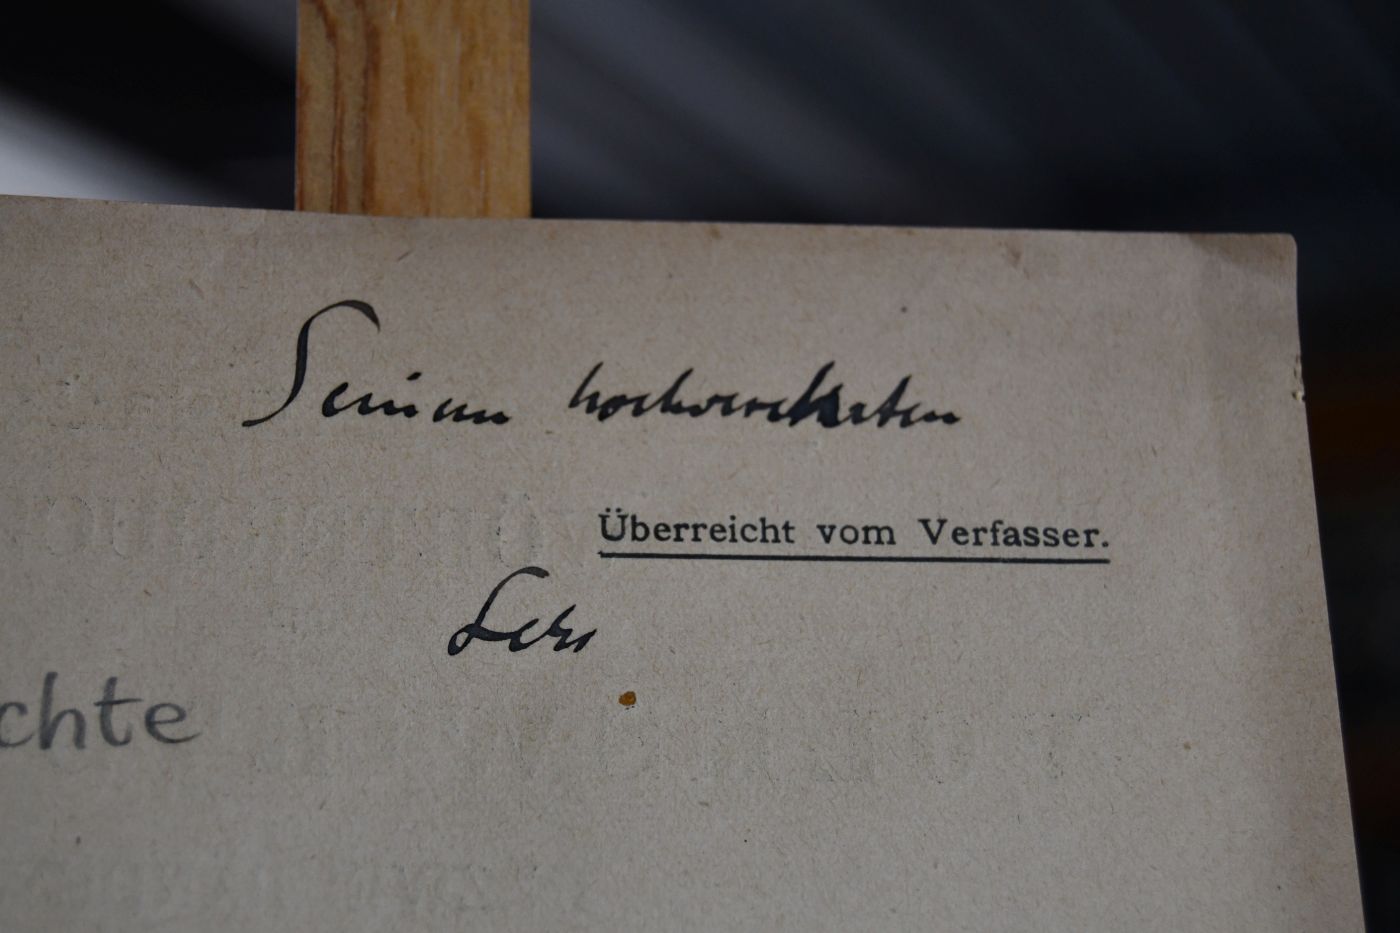 Seinem hochverehrten
Überreicht vom Verfasser.
chte